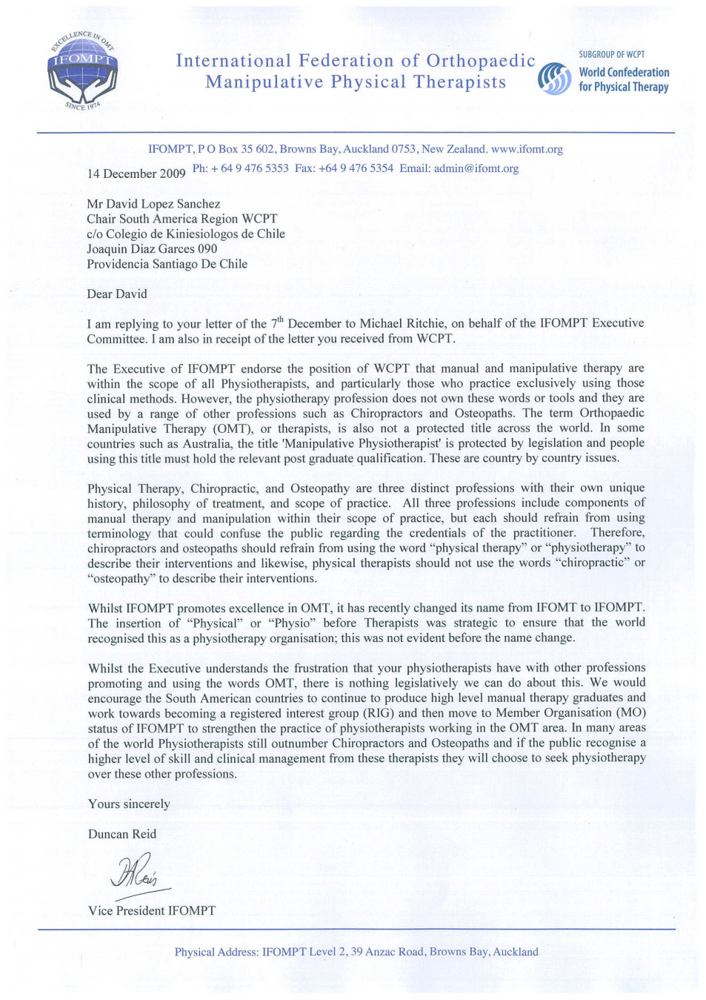 EXCELLENCE IN OMT
IFOMPT
SINCE 1974
International Federation of Orthopaedic
Manipulative Physical Therapists
SUBGROUP OF WCPT
World Confederation
for Physical Therapy
IFOMPT, P O Box 35 602, Browns Bay, Auckland 0753, New Zealand. www.ifomt.org
Ph: + 64 9 476 5353 Fax: +64 9 476 5354 Email: admin@ifomt.org
14 December 2009
Mr David Lopez Sanchez
Chair South America Region WCPT
c/o Colegio de Kiniesiologos de Chile
Joaquin Diaz Garces 090
Providencia Santiago De Chile
Dear David
I am replying to your letter of the 7th December to Michael Ritchie, on behalf of the IFOMPT Executive
Committee. I am also in receipt of the letter you received from WCPT.
The Executive of IFOMPT endorse the position of WCPT that manual and manipulative therapy are
within the scope of all Physiotherapists, and particularly those who practice exclusively using those
clinical methods. However, the physiotherapy profession does not own these words or tools and they are
used by a range of other professions such as Chiropractors and Osteopaths. The term Orthopaedic
Manipulative Therapy (OMT), or therapists, is also not a protected title across the world. In some
countries such as Australia, the title 'Manipulative Physiotherapist' is protected by legislation and people
using this title must hold the relevant post graduate qualification. These are country by country issues.
Physical Therapy, Chiropractic, and Osteopathy are three distinct professions with their own unique
history, philosophy of treatment, and scope of practice. All three professions include components of
manual therapy and manipulation within their scope of practice, but each should refrain from using
terminology that could confuse the public regarding the credentials of the practitioner. Therefore,
chiropractors and osteopaths should refrain from using the word “physical therapy” or “physiotherapy” to
describe their interventions and likewise, physical therapists should not use the words “chiropractic” or
“osteopathy” to describe their interventions.
Whilst IFOMPT promotes excellence in OMT, it has recently changed its name from IFOMT to IFOMPT.
The insertion of “Physical” or “Physio” before Therapists was strategic to ensure that the world
recognised this as a physiotherapy organisation; this was not evident before the name change.
Whilst the Executive understands the frustration that your physiotherapists have with other professions
promoting and using the words OMT, there is nothing legislatively we can do about this. We would
encourage the South American countries to continue to produce high level manual therapy graduates and
work towards becoming a registered interest group (RIG) and then move to Member Organisation (MO)
status of IFOMPT to strengthen the practice of physiotherapists working in the OMT area. In many areas
of the world Physiotherapists still outnumber Chiropractors and Osteopaths and if the public recognise a
higher level of skill and clinical management from these therapists they will choose to seek physiotherapy
over these other professions.
Yours sincerely
Duncan Reid
Vice President IFOMPT
Physical Address: IFOMPT Level 2, 39 Anzac Road, Browns Bay, Auckland